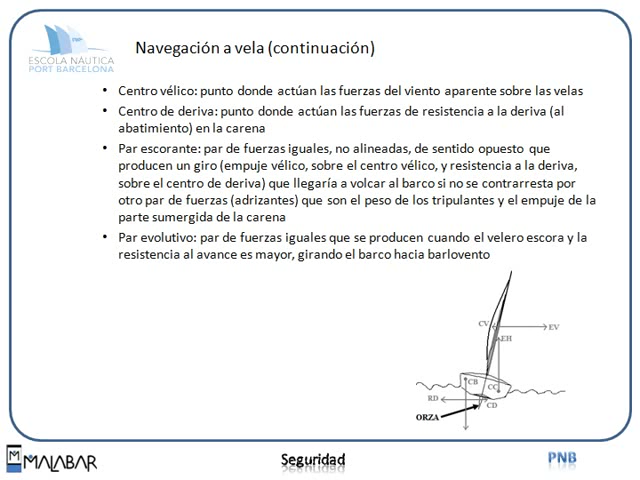 PNB
ESCOLA NÀUTICA
PORT BARCELONA
Navegación a vela (continuación)
• Centro vélico: punto donde actúan las fuerzas del viento aparente sobre las velas
• Centro de deriva: punto donde actúan las fuerzas de resistencia a la deriva (al
abatimiento) en la carena
• Par escorante: par de fuerzas iguales, no alineadas, de sentido opuesto que
producen un giro (empuje vélico, sobre el centro vélico, y resistencia a la deriva,
sobre el centro de deriva) que llegaría a volcar al barco si no se contrarresta por
otro par de fuerzas (adrizantes) que son el peso de los tripulantes y el empuje de la
parte sumergida de la carena
• Par evolutivo: par de fuerzas iguales que se producen cuando el velero escora y la
resistencia al avance es mayor, girando el barco hacia barlovento
CV
EV
EH
CB
CC
RD
CD
ORZA
MALABAR
Seguridad
PNB